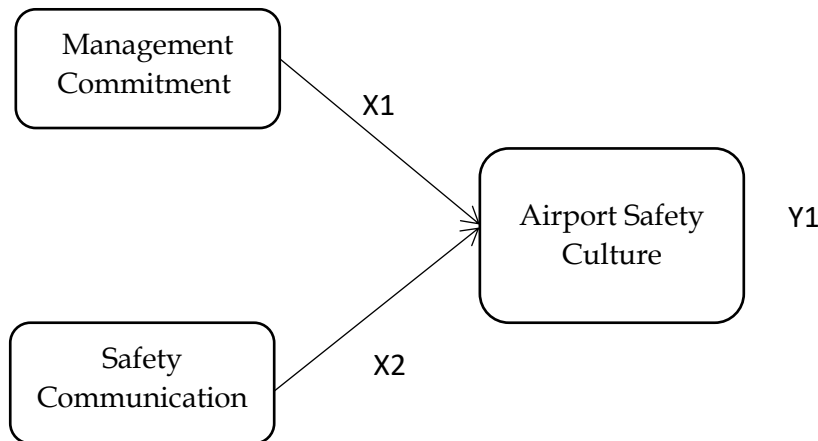 Management
Commitment
X1
Airport Safety
Culture
Y1
Safety
Communication
X2